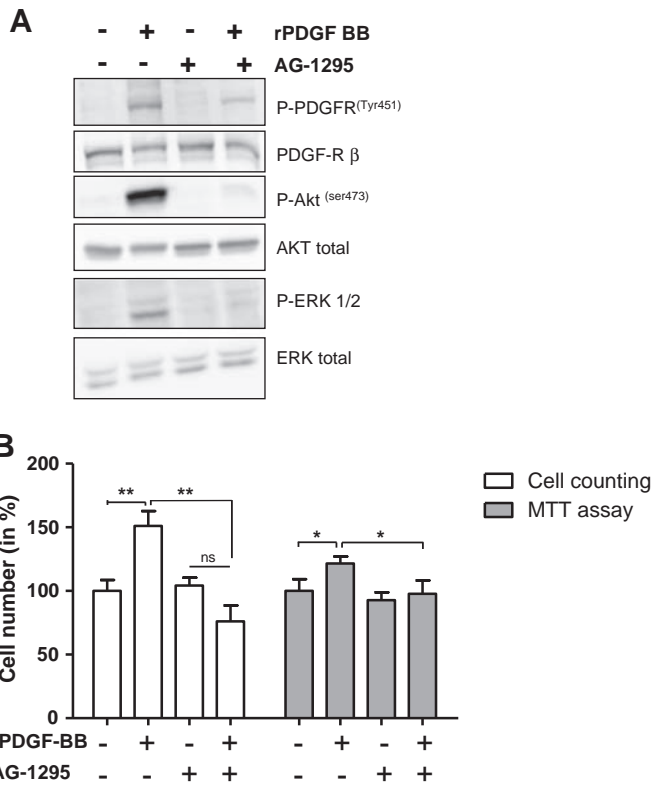 A
- + - + rPDGF BB
- - + + AG-1295
P-PDGFR(Tyr451)
PDGF-R β
P-Akt (ser473)
AKT total
P-ERK 1/2
ERK total
B
200
150
100
50
0
Cell number (in %)
** **
ns
* *
Cell counting
MTT assay
PDGF-BB - + - + - + - +
AG-1295 - - + + - - + +